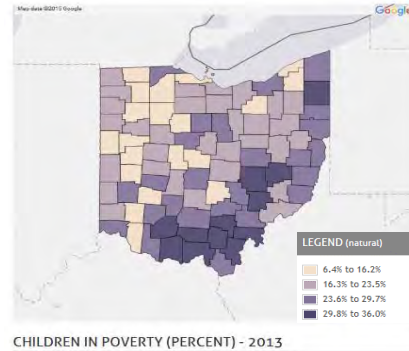 Map data ©2015 Google
Google
LEGEND (natural)
6.4% to 16.2%
16.3% to 23.5%
23.6% to 29.7%
29.8% to 36.0%
CHILDREN IN POVERTY (PERCENT) - 2013